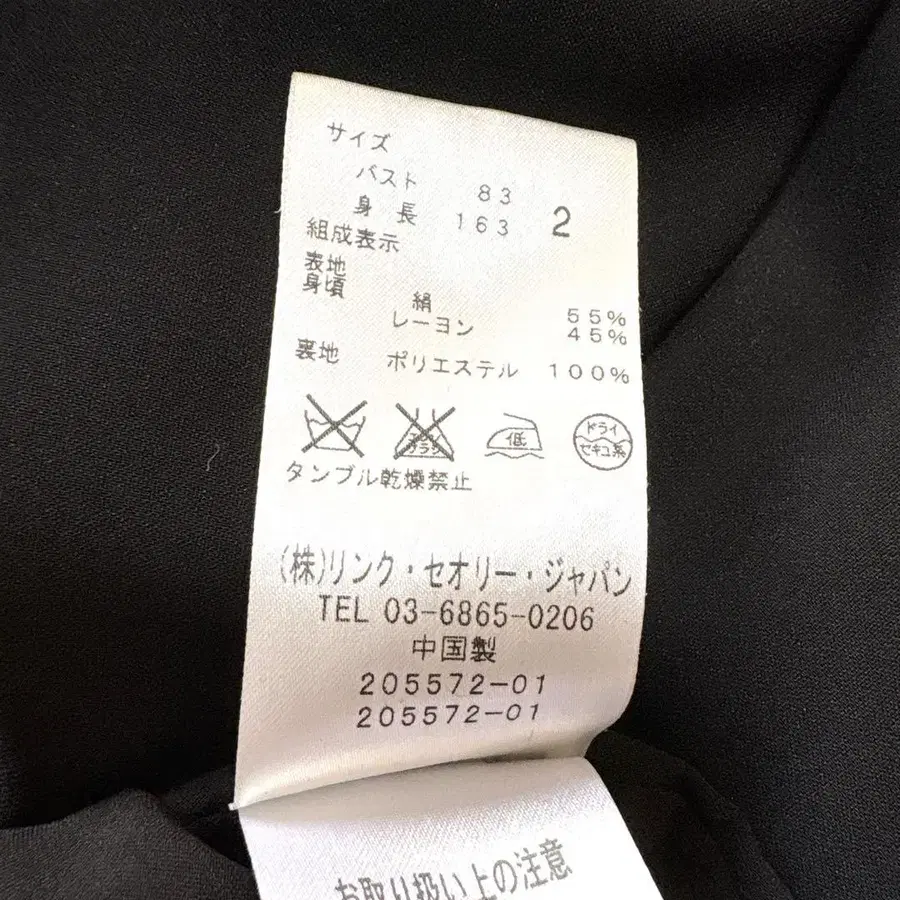 サイズ
バスト 83
身長 163 2
組成表示
表地
身頃
絹 55%
レーヨン 45%
裏地 ポリエステル 100%
低 ドライ
セキユ系
タンブル乾燥禁止
(株)リンク・セオリー・ジャパン
TEL 03-6865-0206
中国製
205572-01
205572-01
お取り扱い上の注意